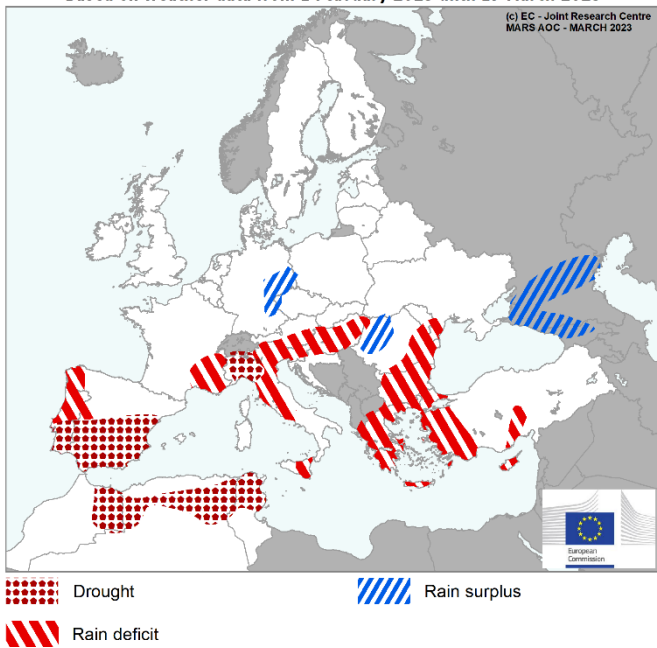 (c) EC - Joint Research Centre
MARS AOC - MARCH 2023
European
Commission
Drought
Rain surplus
Rain deficit